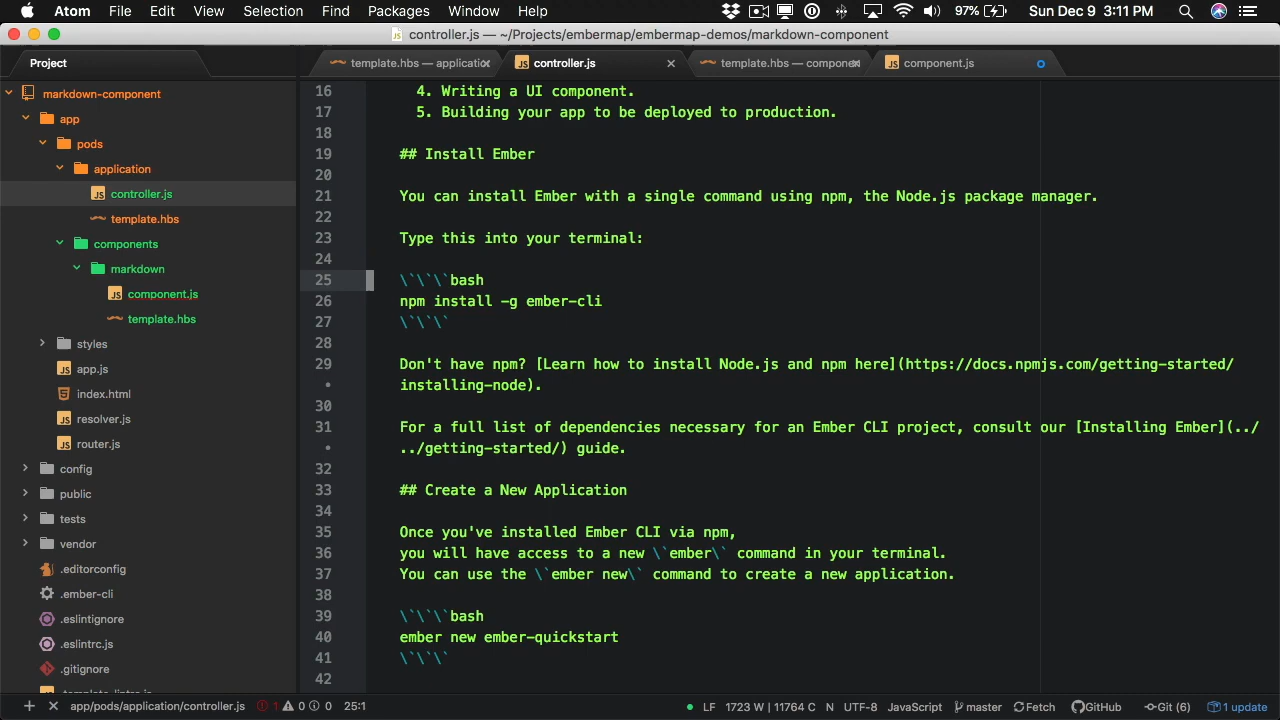 Atom File Edit View Selection Find Packages Window Help 97% Sun Dec 9 3:11 PM
controller.js — ~/Projects/embermap/embermap-demos/markdown-component
Project
template.hbs — applicatio
controller.js
template.hbs — compone
component.js
markdown-component
app
pods
application
controller.js
template.hbs
components
markdown
component.js
template.hbs
styles
app.js
index.html
resolver.js
router.js
config
public
tests
vendor
.editorconfig
.ember-cli
.eslintignore
.eslintrc.js
.gitignore
16 4. Writing a UI component.
17 5. Building your app to be deployed to production.
18
19 ## Install Ember
20
21 You can install Ember with a single command using npm, the Node.js package manager.
22
23 Type this into your terminal:
24
25 \`\`\`bash
26 npm install -g ember-cli
27 \`\`\`
28
29 Don't have npm? [Learn how to install Node.js and npm here](https://docs.npmjs.com/getting-started/
• installing-node).
30
31 For a full list of dependencies necessary for an Ember CLI project, consult our [Installing Ember](../
• ../getting-started/) guide.
32
33 ## Create a New Application
34
35 Once you've installed Ember CLI via npm,
36 you will have access to a new \`ember\` command in your terminal.
37 You can use the \`ember new\` command to create a new application.
38
39 \`\`\`bash
40 ember new ember-quickstart
41 \`\`\`
42
app/pods/application/controller.js 1 0 0 25:1 LF 1723 W | 11764 C N UTF-8 JavaScript master Fetch GitHub Git (6) 1 update